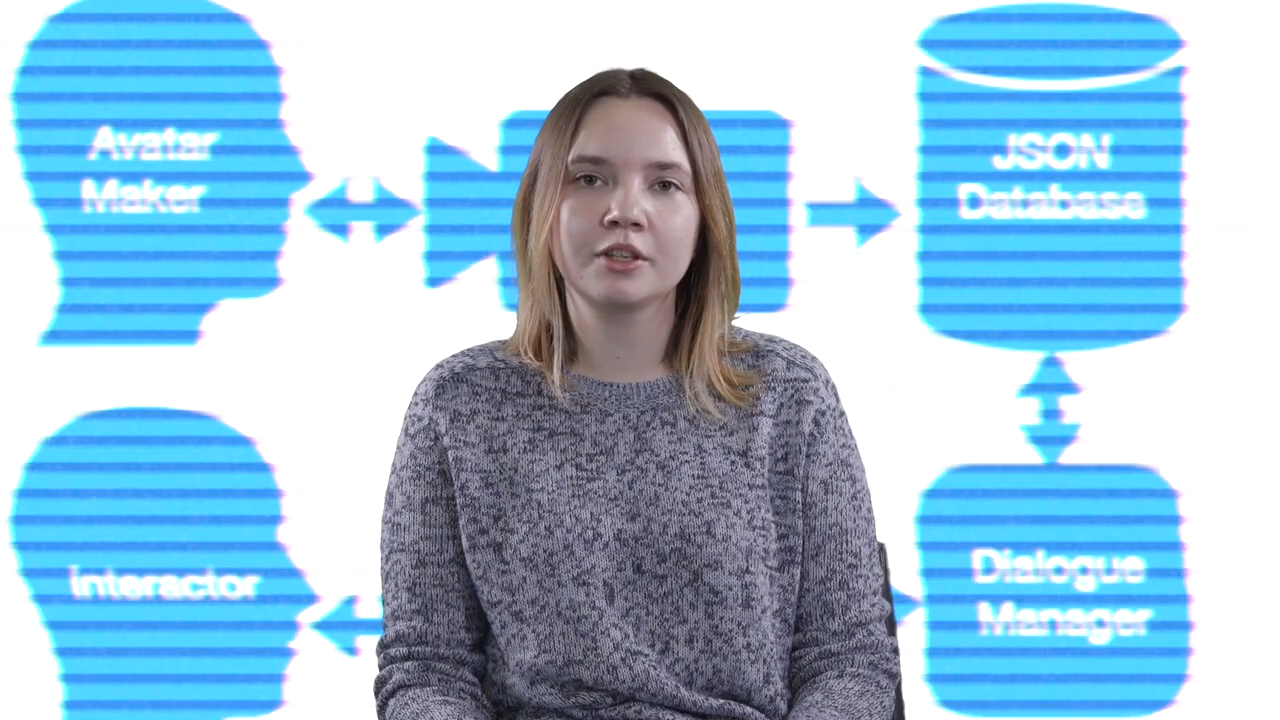 Avatar
Maker
JSON
Database
interactor
Dialogue
Manager